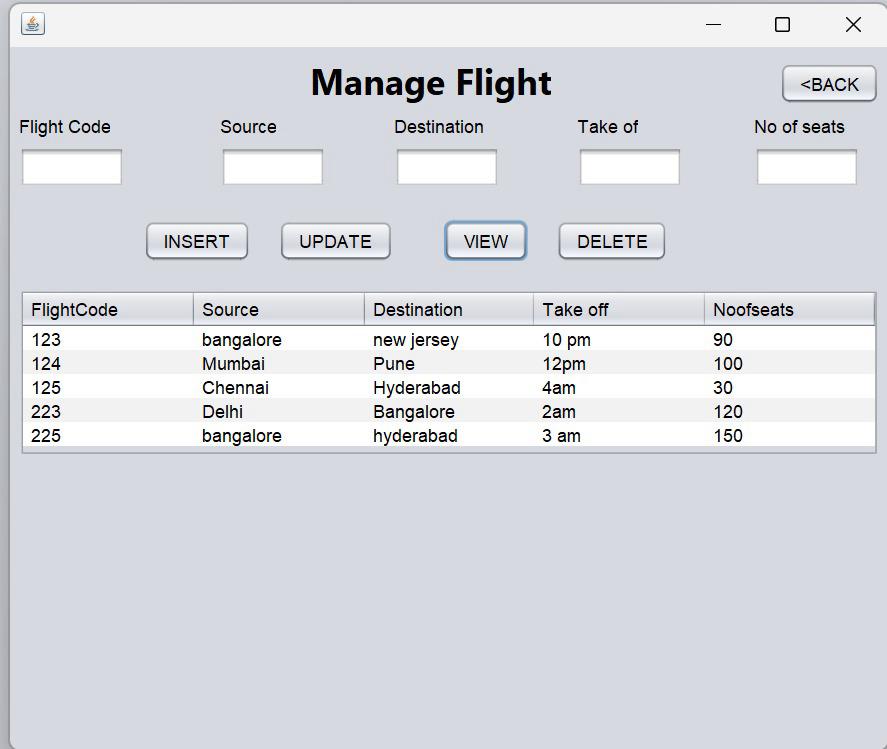 Manage Flight
<BACK
Flight Code Source Destination Take of No of seats
INSERT UPDATE VIEW DELETE
FlightCode Source Destination Take off Noofseats
123 bangalore new jersey 10 pm 90
124 Mumbai Pune 12pm 100
125 Chennai Hyderabad 4am 30
223 Delhi Bangalore 2am 120
225 bangalore hyderabad 3 am 150